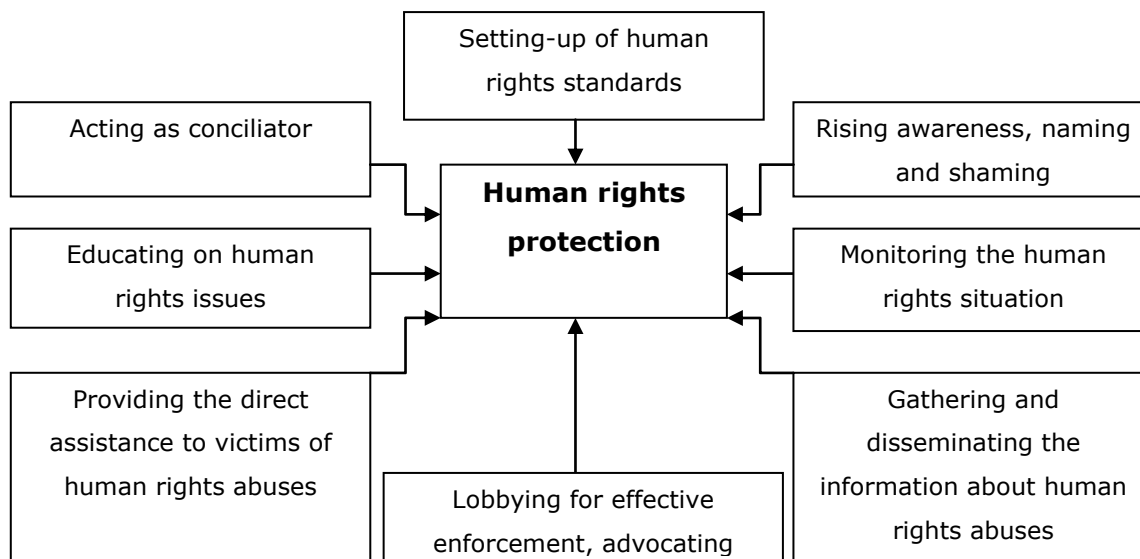 Setting-up of human
rights standards
Acting as conciliator
Rising awareness, naming
and shaming
Human rights
protection
Educating on human
rights issues
Monitoring the human
rights situation
Providing the direct
assistance to victims of
human rights abuses
Gathering and
disseminating the
information about human
rights abuses
Lobbying for effective
enforcement, advocating